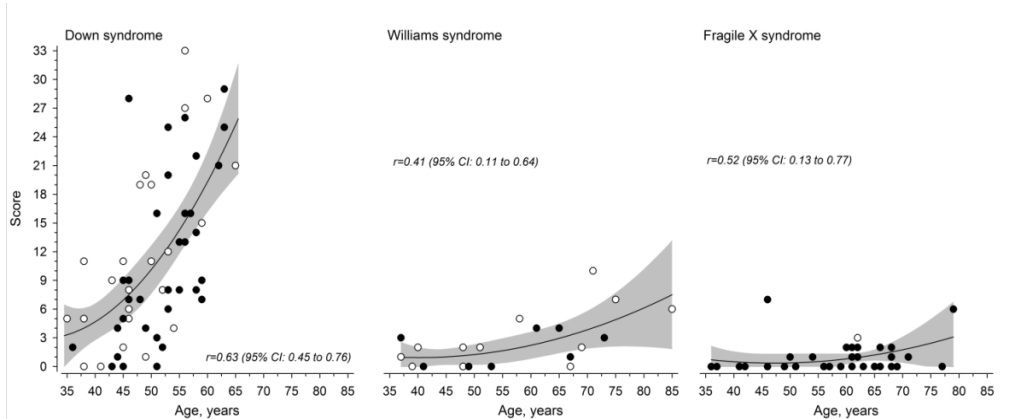 Down syndrome
Williams syndrome
Fragile X syndrome
33
30
27
24
21
18
15
12
9
6
3
0
Score
r=0.63 (95% CI: 0.45 to 0.76)
r=0.41 (95% CI: 0.11 to 0.64)
r=0.52 (95% CI: 0.13 to 0.77)
35 40 45 50 55 60 65 70 75 80 85
35 40 45 50 55 60 65 70 75 80 85
35 40 45 50 55 60 65 70 75 80 85
Age, years
Age, years
Age, years